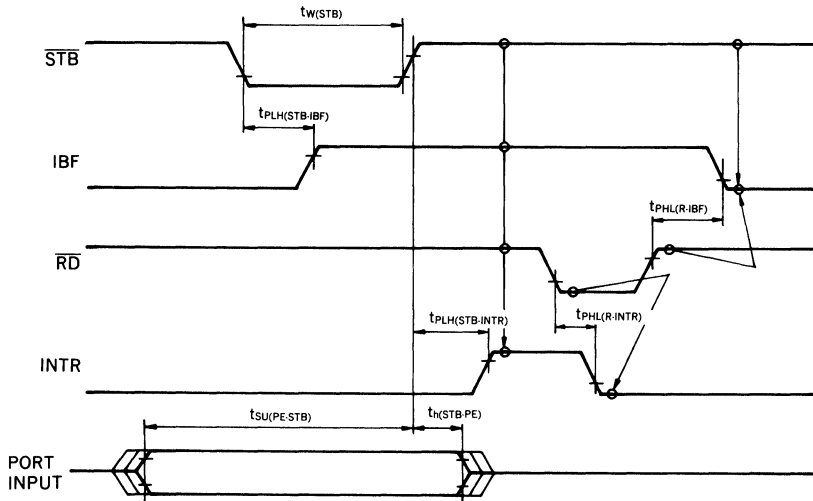 tW(STB)
STB
tPLH(STB-IBF)
IBF
tPHL(R-IBF)
RD
tPLH(STB-INTR)
tPHL(R-INTR)
INTR
tSU(PE-STB)
th(STB-PE)
PORT
INPUT